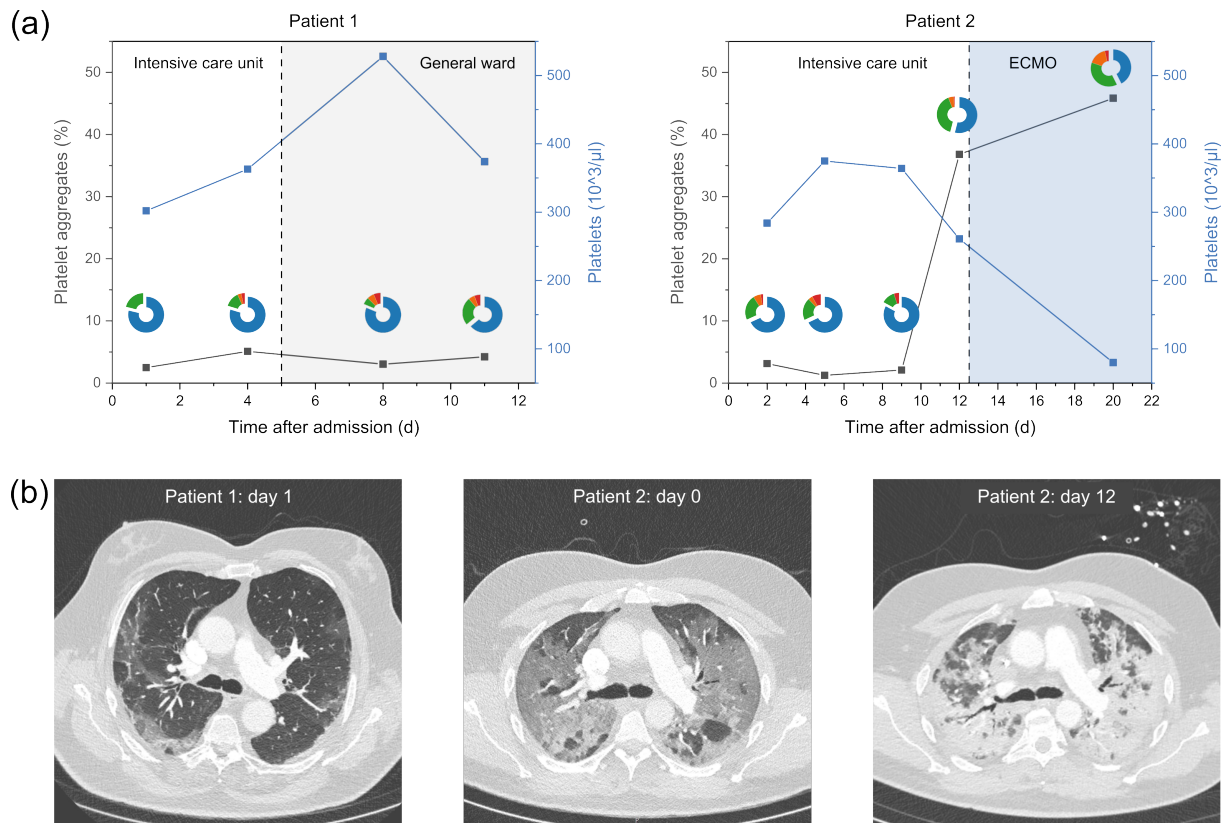 (a)
Patient 1
Intensive care unit
General ward
Platelet aggregates (%)
0
10
20
30
40
50
Platelets (10^3/µl)
100
200
300
400
500
0
2
4
6
8
10
12
Time after admission (d)
Patient 2
Intensive care unit
ECMO
Platelet aggregates (%)
0
10
20
30
40
50
Platelets (10^3/µl)
100
200
300
400
500
0
2
4
6
8
10
12
14
16
18
20
22
Time after admission (d)
(b)
Patient 1: day 1
Patient 2: day 0
Patient 2: day 12